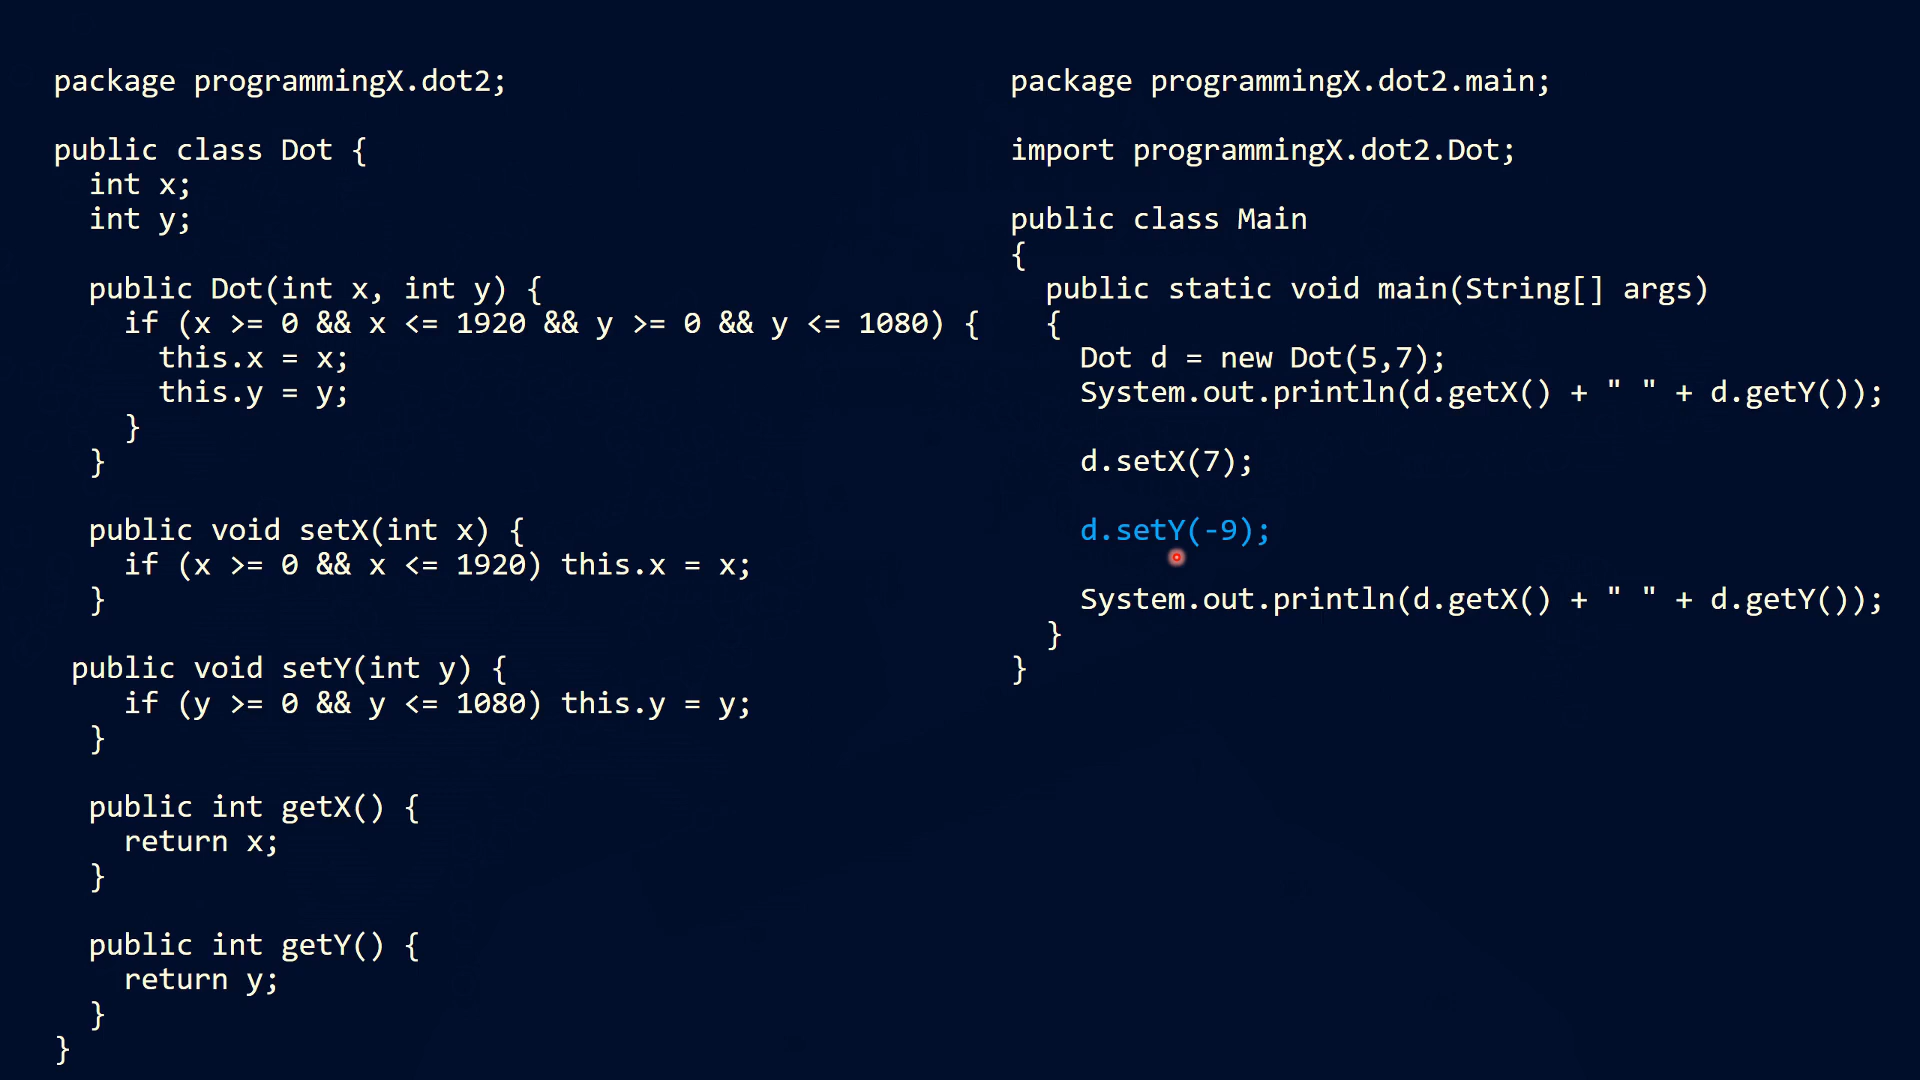 package programmingX.dot2;

public class Dot {
  int x;
  int y;

  public Dot(int x, int y) {
    if (x >= 0 && x <= 1920 && y >= 0 && y <= 1080) {
      this.x = x;
      this.y = y;
    }
  }

  public void setX(int x) {
    if (x >= 0 && x <= 1920) this.x = x;
  }

 public void setY(int y) {
    if (y >= 0 && y <= 1080) this.y = y;
  }

  public int getX() {
    return x;
  }

  public int getY() {
    return y;
  }
}

package programmingX.dot2.main;

import programmingX.dot2.Dot;

public class Main
{
  public static void main(String[] args)
  {
    Dot d = new Dot(5,7);
    System.out.println(d.getX() + " " + d.getY());

    d.setX(7);

    d.setY(-9);

    System.out.println(d.getX() + " " + d.getY());
  }
}